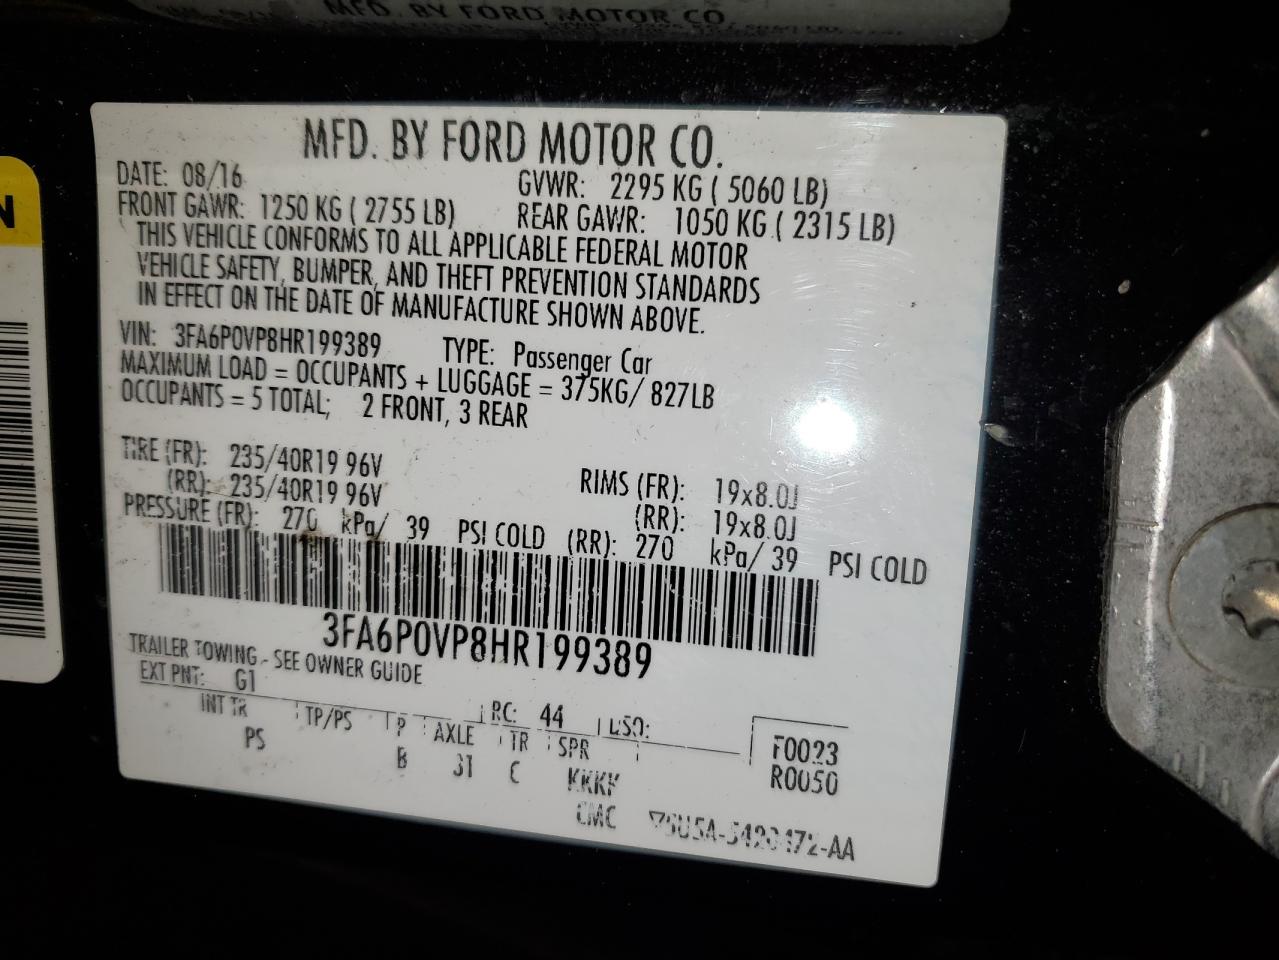 MFD. BY FORD MOTOR CO.
N
MFD. BY FORD MOTOR CO.
DATE: 08/16 GVWR: 2295 KG ( 5060 LB)
FRONT GAWR: 1250 KG ( 2755 LB) REAR GAWR: 1050 KG ( 2315 LB)
THIS VEHICLE CONFORMS TO ALL APPLICABLE FEDERAL MOTOR
VEHICLE SAFETY, BUMPER, AND THEFT PREVENTION STANDARDS
IN EFFECT ON THE DATE OF MANUFACTURE SHOWN ABOVE.
VIN: 3FA6P0VP8HR199389 TYPE: Passenger Car
MAXIMUM LOAD = OCCUPANTS + LUGGAGE = 375KG/ 827LB
OCCUPANTS = 5 TOTAL; 2 FRONT, 3 REAR
TIRE (FR): 235/40R19 96V RIMS (FR): 19x8.0J
(RR): 235/40R19 96V (RR): 19x8.0J
PRESSURE (FR): 270 kPa/ 39 PSI COLD (RR): 270 kPa/ 39 PSI COLD
3FA6P0VP8HR199389
TRAILER TOWING - SEE OWNER GUIDE
EXT PNT: G1 RC: 44 DSO: F0023
INT TR TP/PS R AXLE TR SPR R0050
PS B 31 C KKKK
CMC